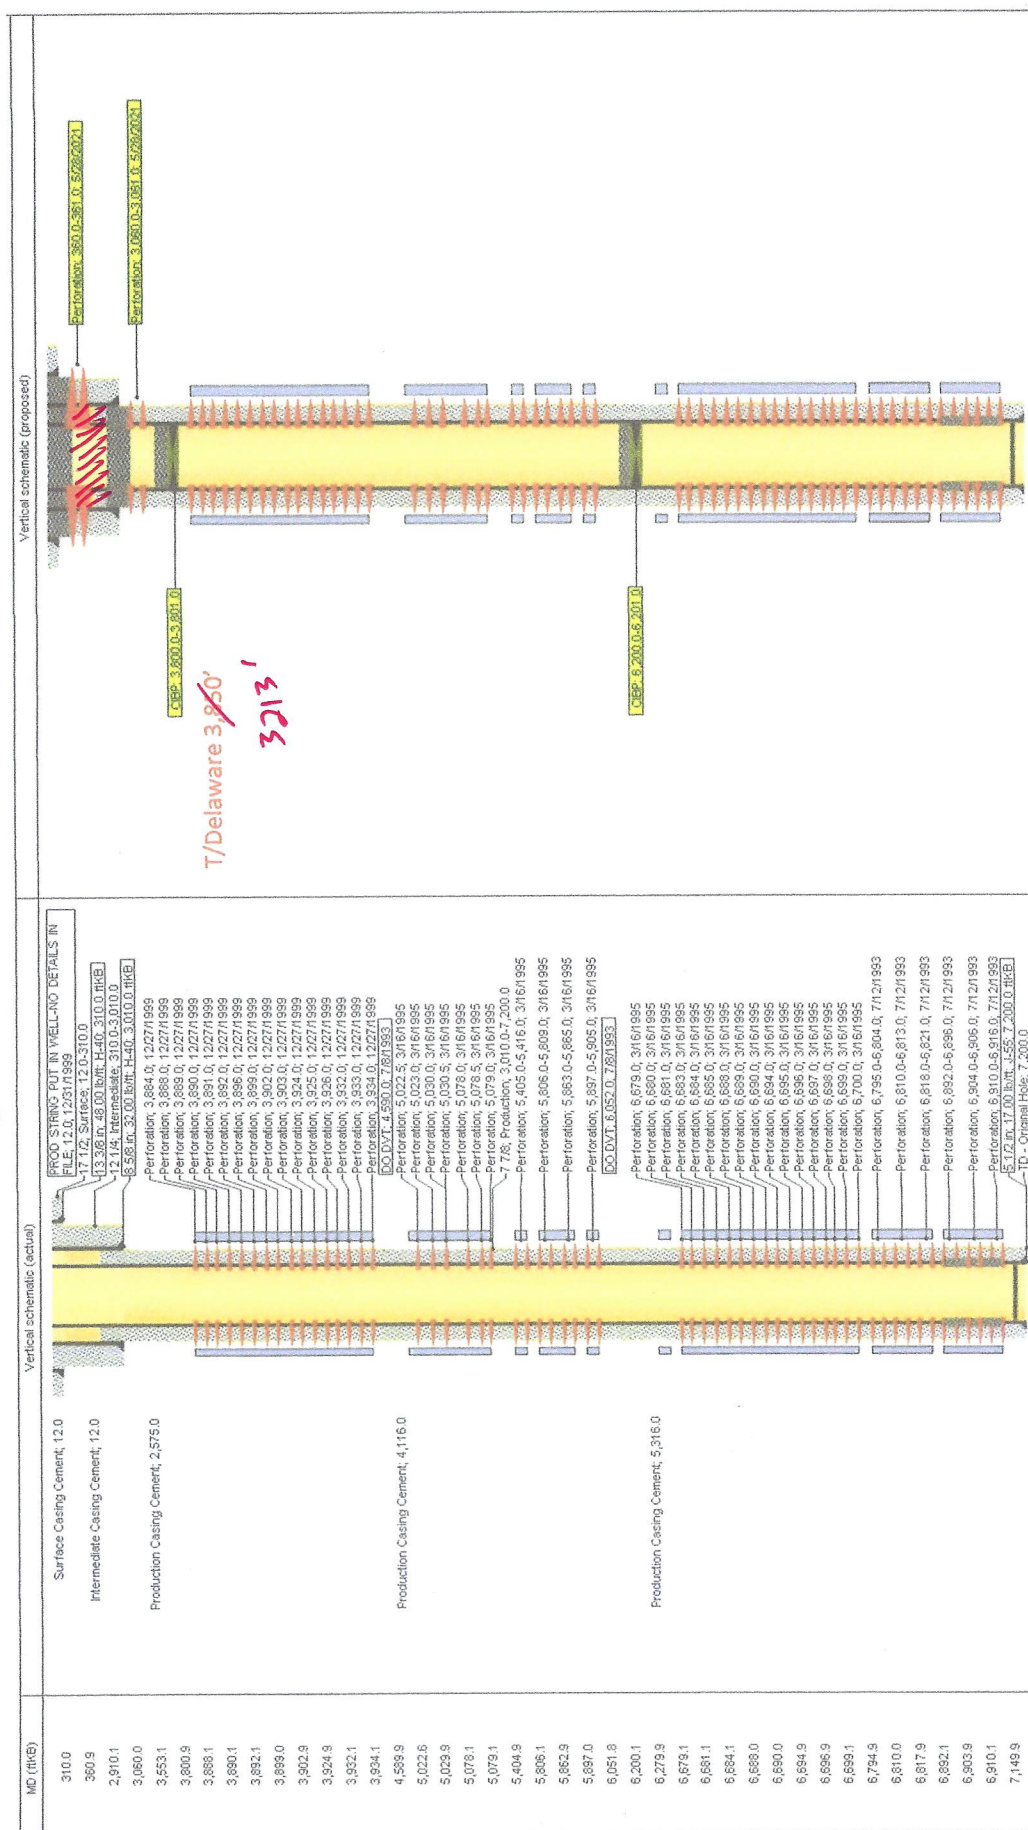 MD (ftKB)
Vertical schematic (actual)
Vertical schematic (proposed)
310.0
360.9
2,910.1
3,060.0
3,553.1
3,800.9
3,888.1
3,890.1
3,892.1
3,899.0
3,902.9
3,924.9
3,932.1
3,934.1
4,589.9
5,022.6
5,029.9
5,078.1
5,079.1
5,404.9
5,806.1
5,862.9
5,897.0
6,051.8
6,200.1
6,279.9
6,679.1
6,681.1
6,684.1
6,688.0
6,690.0
6,694.9
6,696.9
6,699.1
6,794.9
6,810.0
6,817.9
6,892.1
6,903.9
6,910.1
7,149.9
Surface Casing Cement; 12.0
Intermediate Casing Cement; 12.0
Production Casing Cement; 2,575.0
Production Casing Cement; 4,116.0
Production Casing Cement; 5,316.0
PROD STRING PUT IN WELL-NO DETAILS IN
FILE; 12.0; 12/31/1999
17 1/2; Surface; 12.0-310.0
13 3/8 in; 48.00 lb/ft; H-40; 310.0 ftKB
12 1/4; Intermediate; 310.0-3,010.0
8 5/8 in; 32.00 lb/ft; H-40; 3,010.0 ftKB
Perforation; 3,884.0; 12/27/1999
Perforation; 3,888.0; 12/27/1999
Perforation; 3,889.0; 12/27/1999
Perforation; 3,890.0; 12/27/1999
Perforation; 3,891.0; 12/27/1999
Perforation; 3,892.0; 12/27/1999
Perforation; 3,896.0; 12/27/1999
Perforation; 3,899.0; 12/27/1999
Perforation; 3,902.0; 12/27/1999
Perforation; 3,903.0; 12/27/1999
Perforation; 3,924.0; 12/27/1999
Perforation; 3,925.0; 12/27/1999
Perforation; 3,926.0; 12/27/1999
Perforation; 3,932.0; 12/27/1999
Perforation; 3,933.0; 12/27/1999
Perforation; 3,934.0; 12/27/1999
DO DVT; 4,590.0; 7/8/1993
Perforation; 5,022.5; 3/16/1995
Perforation; 5,023.0; 3/16/1995
Perforation; 5,030.0; 3/16/1995
Perforation; 5,030.5; 3/16/1995
Perforation; 5,078.0; 3/16/1995
Perforation; 5,078.5; 3/16/1995
Perforation; 5,079.0; 3/16/1995
7 7/8; Production; 3,010.0-7,200.0
Perforation; 5,405.0-5,416.0; 3/16/1995
Perforation; 5,806.0-5,809.0; 3/16/1995
Perforation; 5,863.0-5,865.0; 3/16/1995
Perforation; 5,897.0-5,905.0; 3/16/1995
DO DVT; 6,052.0; 7/8/1993
Perforation; 6,679.0; 3/16/1995
Perforation; 6,680.0; 3/16/1995
Perforation; 6,681.0; 3/16/1995
Perforation; 6,683.0; 3/16/1995
Perforation; 6,684.0; 3/16/1995
Perforation; 6,685.0; 3/16/1995
Perforation; 6,688.0; 3/16/1995
Perforation; 6,689.0; 3/16/1995
Perforation; 6,690.0; 3/16/1995
Perforation; 6,694.0; 3/16/1995
Perforation; 6,695.0; 3/16/1995
Perforation; 6,696.0; 3/16/1995
Perforation; 6,697.0; 3/16/1995
Perforation; 6,698.0; 3/16/1995
Perforation; 6,699.0; 3/16/1995
Perforation; 6,700.0; 3/16/1995
Perforation; 6,795.0-6,804.0; 7/12/1993
Perforation; 6,810.0-6,813.0; 7/12/1993
Perforation; 6,818.0-6,821.0; 7/12/1993
Perforation; 6,892.0-6,896.0; 7/12/1993
Perforation; 6,904.0-6,906.0; 7/12/1993
Perforation; 6,910.0-6,916.0; 7/12/1993
5 1/2 in; 17.00 lb/ft; J-55; 7,200.0 ftKB
TD - Original Hole; 7,200.0
Perforation; 360.0-361.0; 5/28/2021
Perforation; 3,060.0-3,061.0; 5/28/2021
CIBP; 3,800.0-3,801.0
T/Delaware 3,850'
3213'
CIBP; 6,200.0-6,201.0